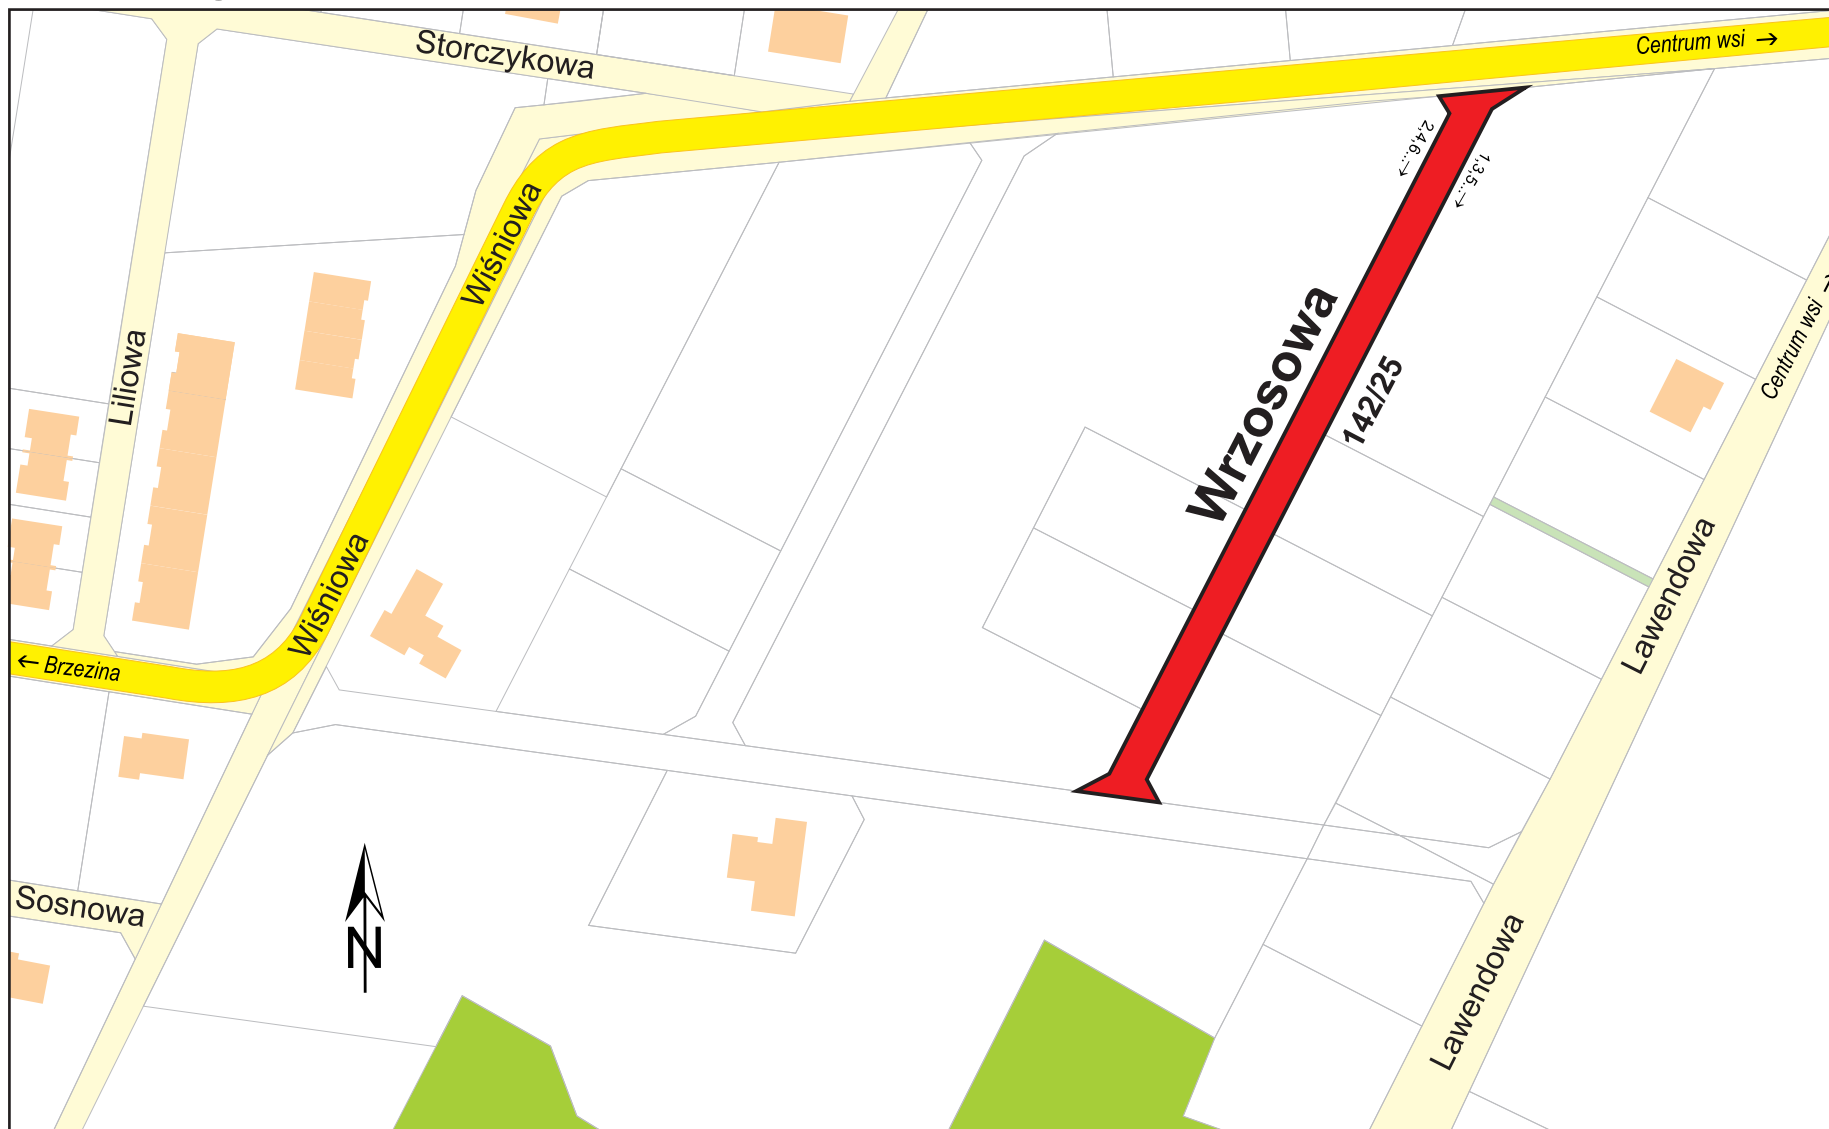 Storczykowa
Centrum wsi →
2,4,6...→
1,3,5...→
Wiśniowa
Wrzosowa
142/25
Centrum wsi →
Liliowa
Wiśniowa
Lawendowa
← Brzezina
Sosnowa
N
Lawendowa